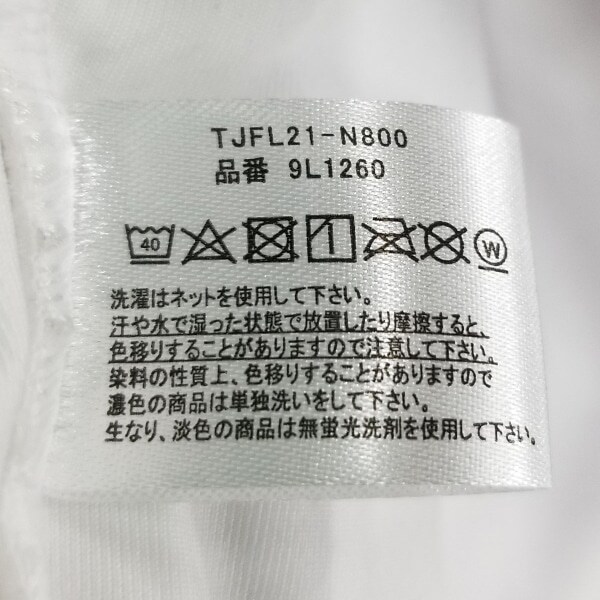 TJFL21-N800
品番 9L1260
40 W
洗濯はネットを使用して下さい。
汗や水で湿った状態で放置したり摩擦すると、
色移りすることがありますので注意して下さい。
染料の性質上、色移りすることがありますので
濃色の商品は単独洗いをして下さい。
生なり、淡色の商品は無蛍光洗剤を使用して下さい。